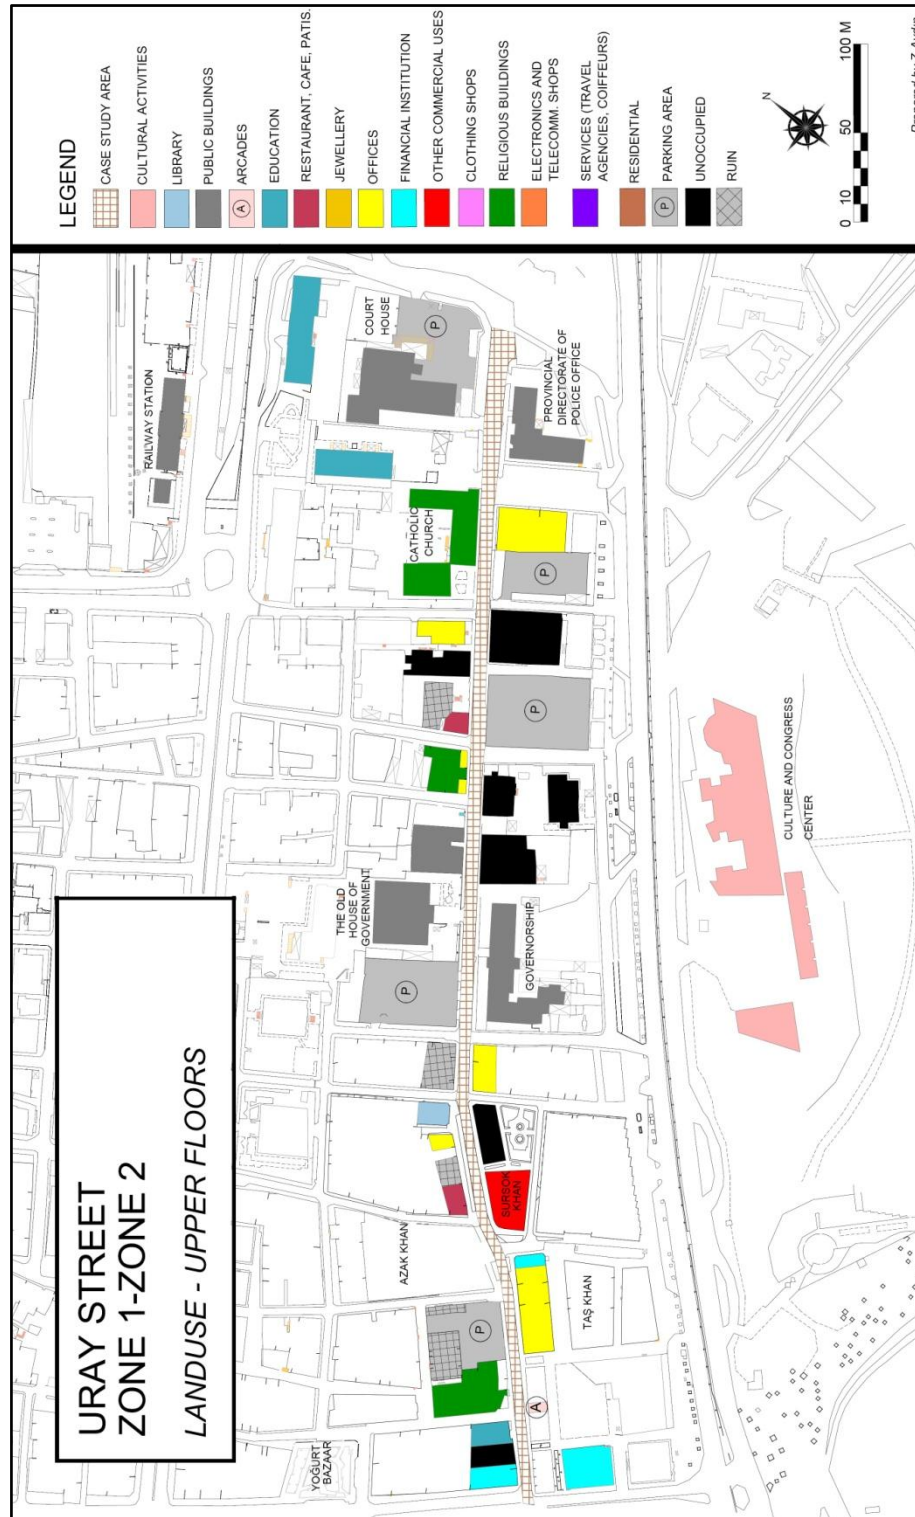 URAY STREET
ZONE 1-ZONE 2
LANDUSE - UPPER FLOORS
RAILWAY STATION
COURT
HOUSE
P
CATHOLIC
CHURCH
PROVINCIAL
DIRECTORATE OF
POLICE OFFICE
P
P
THE OLD
HOUSE OF
GOVERNMENT
P
GOVERNORSHIP
CULTURE AND CONGRESS
CENTER
AZAK KHAN
SURSOK
KHAN
TAŞ KHAN
P
A
YOĞURT
BAZAAR
LEGEND
CASE STUDY AREA
CULTURAL ACTIVITIES
LIBRARY
PUBLIC BUILDINGS
A
ARCADES
EDUCATION
RESTAURANT, CAFE, PATIS.
JEWELLERY
OFFICES
FINANCIAL INSTITUTION
OTHER COMMERCIAL USES
CLOTHING SHOPS
RELIGIOUS BUILDINGS
ELECTRONICS AND
TELECOMM. SHOPS
SERVICES (TRAVEL
AGENCIES, COIFFEURS)
RESIDENTIAL
P
PARKING AREA
UNOCCUPIED
RUIN
N
0 10 50 100 M
Prepared by Z.Aydın